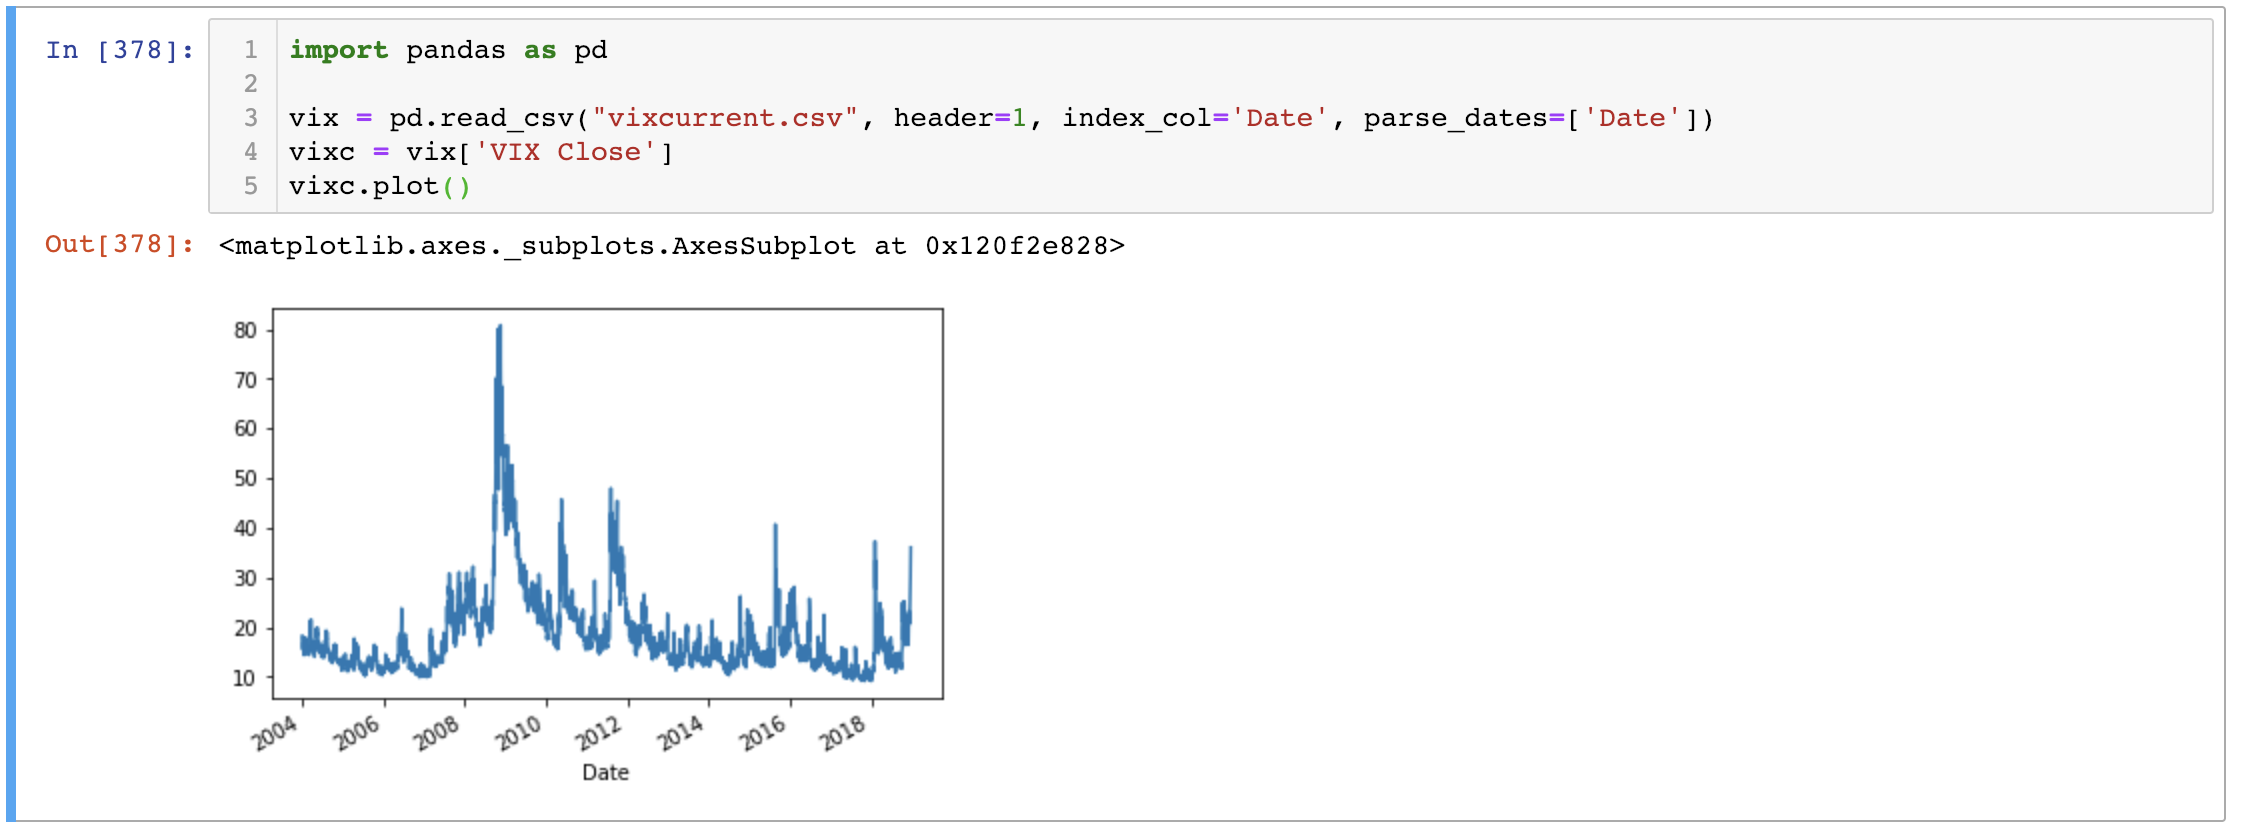 In [378]:
1 import pandas as pd
2
3 vix = pd.read_csv("vixcurrent.csv", header=1, index_col='Date', parse_dates=['Date'])
4 vixc = vix['VIX Close']
5 vixc.plot()
Out[378]: <matplotlib.axes._subplots.AxesSubplot at 0x120f2e828>
80
70
60
50
40
30
20
10
2004 2006 2008 2010 2012 2014 2016 2018
Date